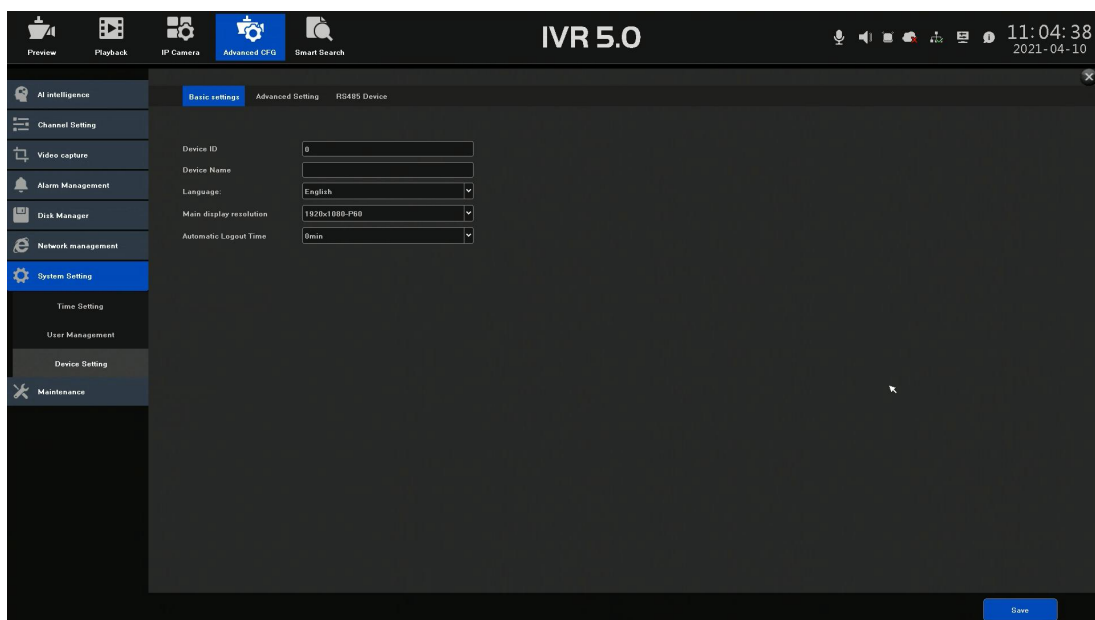 Preview
Playback
IP Camera
Advanced CFG
Smart Search
IVR 5.0
11:04:38
2021-04-10
AI intelligence
Channel Setting
Video capture
Alarm Management
Disk Manager
Network management
System Setting
Time Setting
User Management
Device Setting
Maintenance
Basic settings
Advanced Setting
RS485 Device
Device ID
0
Device Name
Language:
English
Main display resolution
1920x1080-P60
Automatic Logout Time
0min
Save